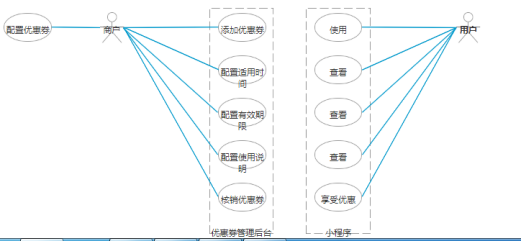 配置优惠券
商户
添加优惠券
使用
用户
配置适用时
间
查看
配置有效期
限
查看
配置使用说
明
查看
核销优惠券
享受优惠
优惠券管理后台
小程序